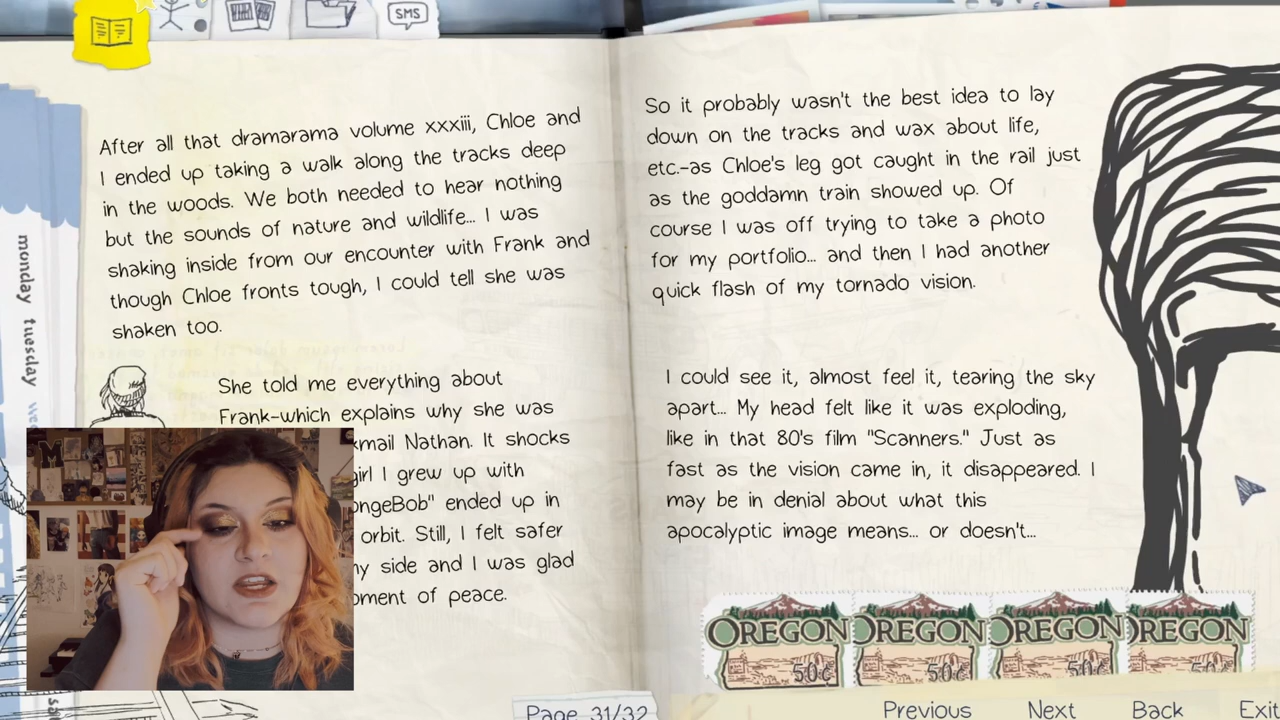 SMS
monday tuesday
After all that dramarama volume xxxiii, Chloe and
I ended up taking a walk along the tracks deep
in the woods. We both needed to hear nothing
but the sounds of nature and wildlife... I was
shaking inside from our encounter with Frank and
though Chloe fronts tough, I could tell she was
shaken too.
She told me everything about
Frank-which explains why she was
mail Nathan. It shocks
girl I grew up with
ongeBob" ended up in
orbit. Still, I felt safer
side and I was glad
of peace.
So it probably wasn't the best idea to lay
down on the tracks and wax about life,
etc.-as Chloe's leg got caught in the rail just
as the goddamn train showed up. Of
course I was off trying to take a photo
for my portfolio... and then I had another
quick flash of my tornado vision.
I could see it, almost feel it, tearing the sky
apart... My head felt like it was exploding,
like in that 80's film "Scanners." Just as
fast as the vision came in, it disappeared. I
may be in denial about what this
apocalyptic image means... or doesn't...
OREGON OREGON OREGON OREGON
50¢ 50¢ 50¢ 50¢
Page 31/32
Previous Next Back Exit